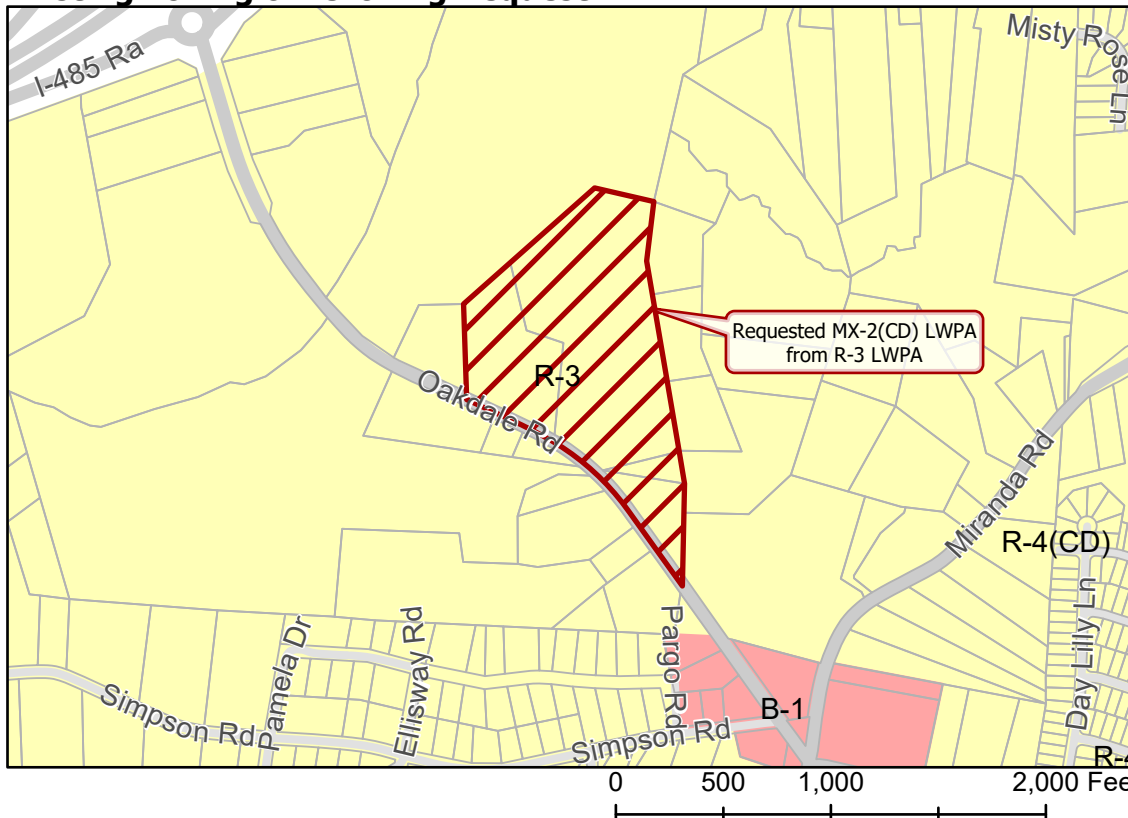 I-485 Ra
Misty Rose Ln
Requested MX-2(CD) LWPA
from R-3 LWPA
R-3
Oakdale Rd
Miranda Rd
R-4(CD)
Day Lilly Ln
Pargo Rd
Pamela Dr
Ellisway Rd
Simpson Rd
Simpson Rd
B-1
0 500 1,000 2,000